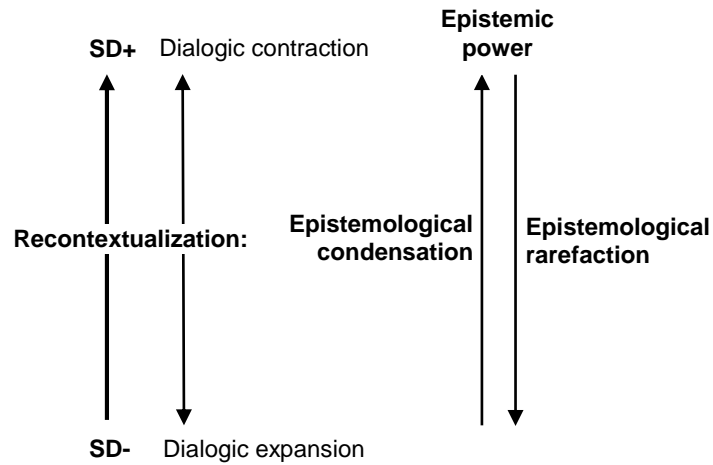 SD+ Dialogic contraction
Epistemic
power
Recontextualization:
Epistemological
condensation
Epistemological
rarefaction
SD- Dialogic expansion